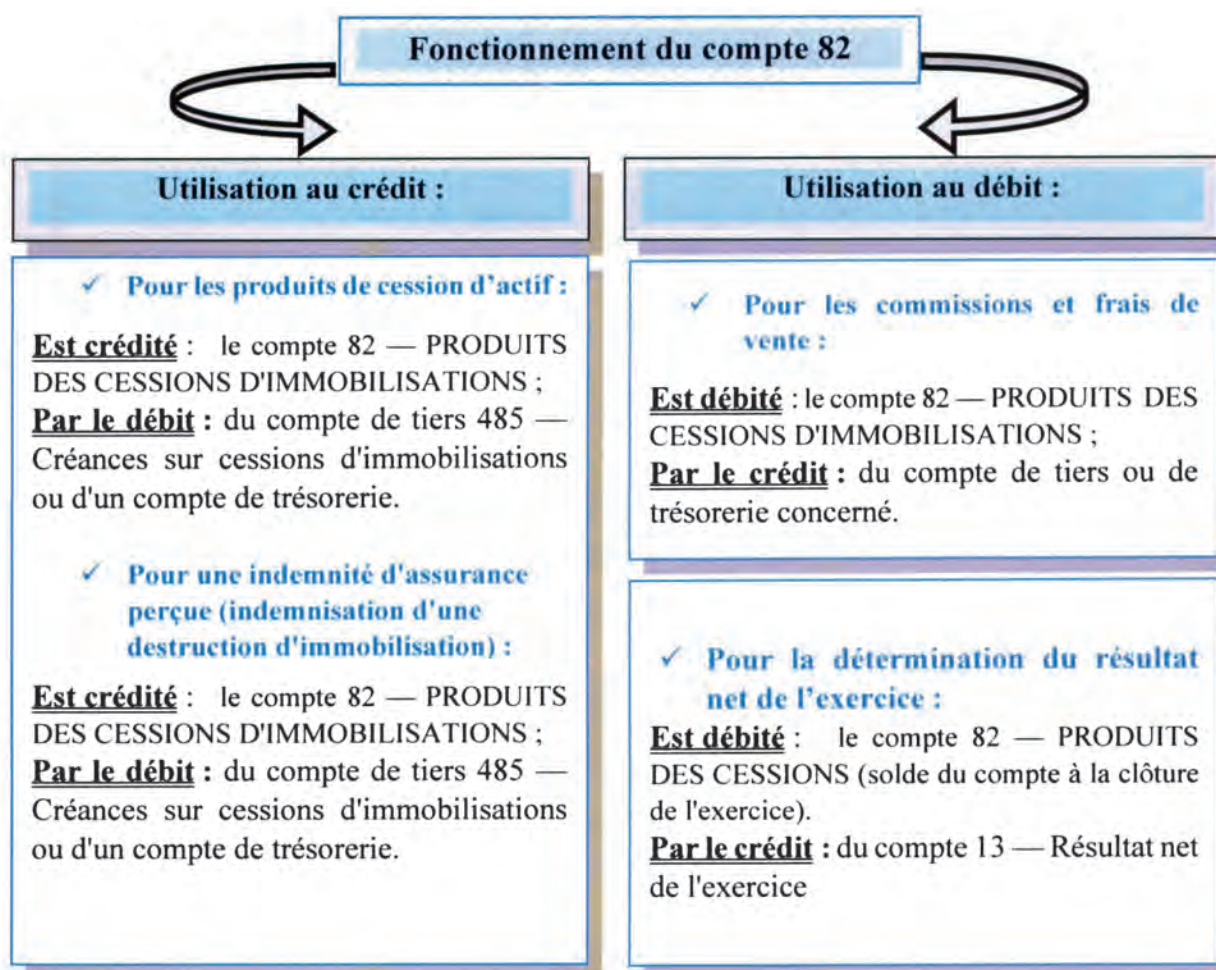 Fonctionnement du compte 82
Utilisation au crédit :
✓ Pour les produits de cession d'actif :
Est crédité : le compte 82 — PRODUITS
DES CESSIONS D'IMMOBILISATIONS ;
Par le débit : du compte de tiers 485 —
Créances sur cessions d'immobilisations
ou d'un compte de trésorerie.
✓ Pour une indemnité d'assurance
perçue (indemnisation d'une
destruction d'immobilisation) :
Est crédité : le compte 82 — PRODUITS
DES CESSIONS D'IMMOBILISATIONS ;
Par le débit : du compte de tiers 485 —
Créances sur cessions d'immobilisations
ou d'un compte de trésorerie.
Utilisation au débit :
✓ Pour les commissions et frais de
vente :
Est débité : le compte 82 — PRODUITS DES
CESSIONS D'IMMOBILISATIONS ;
Par le crédit : du compte de tiers ou de
trésorerie concerné.
✓ Pour la détermination du résultat
net de l'exercice :
Est débité : le compte 82 — PRODUITS
DES CESSIONS (solde du compte à la clôture
de l'exercice).
Par le crédit : du compte 13 — Résultat net
de l'exercice